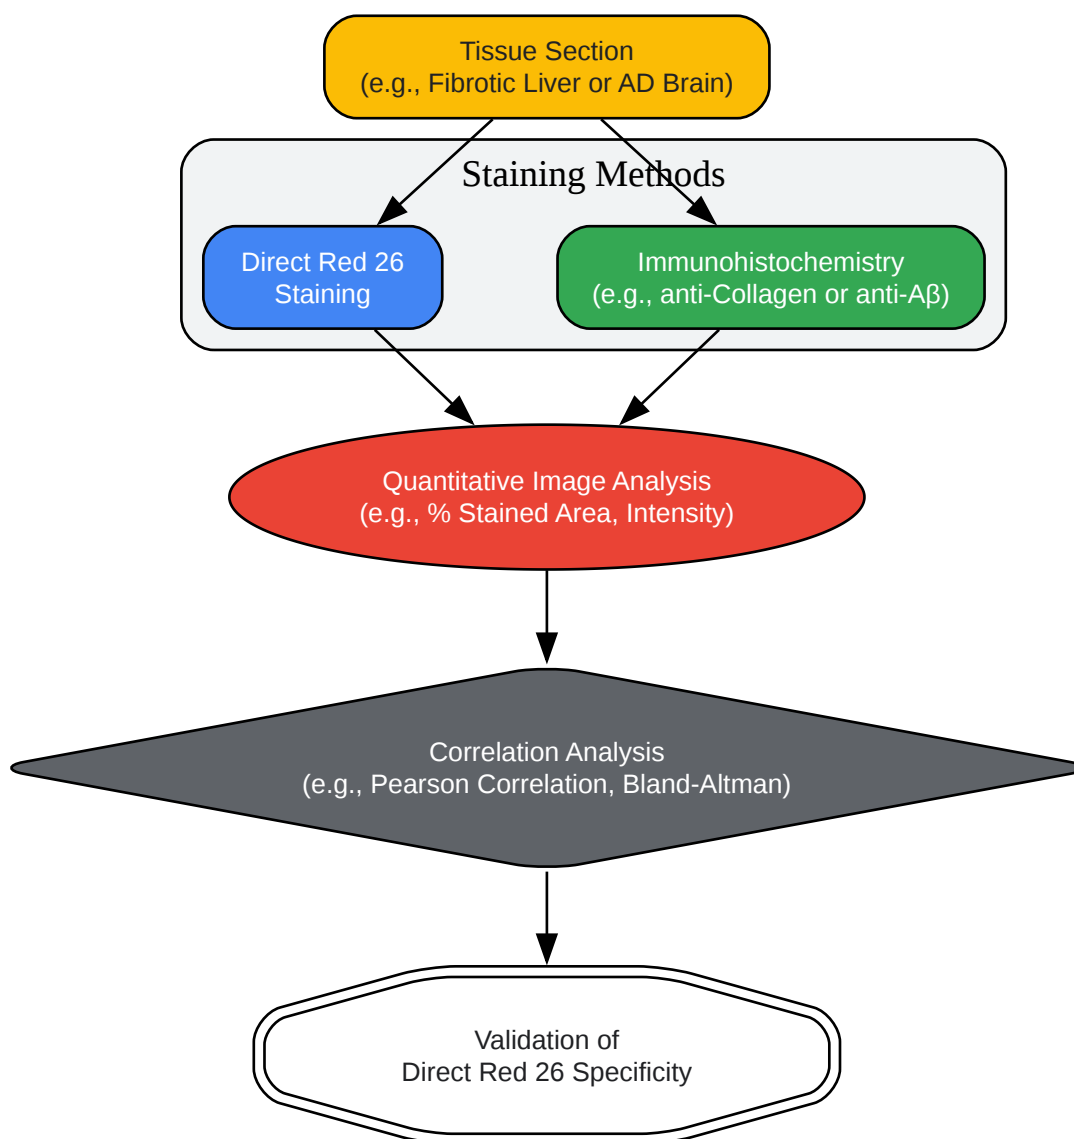 Tissue Section
(e.g., Fibrotic Liver or AD Brain)
Staining Methods
Direct Red 26
Staining
Immunohistochemistry
(e.g., anti-Collagen or anti-Aβ)
Quantitative Image Analysis
(e.g., % Stained Area, Intensity)
Correlation Analysis
(e.g., Pearson Correlation, Bland-Altman)
Validation of
Direct Red 26 Specificity